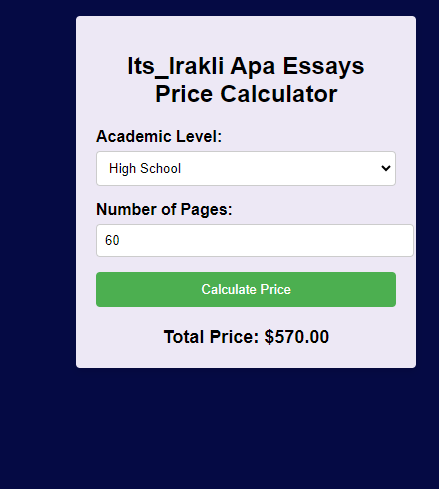 Its_Irakli Apa Essays
Price Calculator
Academic Level:
High School
Number of Pages:
60
Calculate Price
Total Price: $570.00